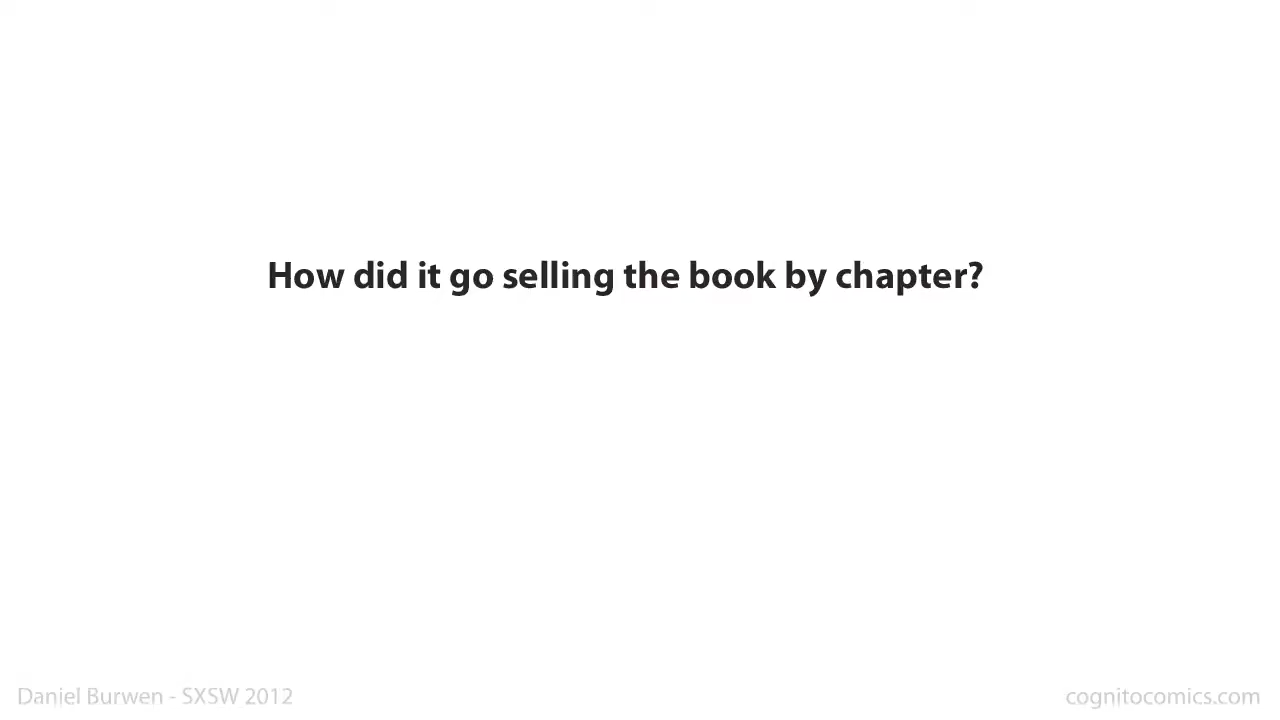 How did it go selling the book by chapter?
Daniel Burwen - SXSW 2012
cognitocomics.com